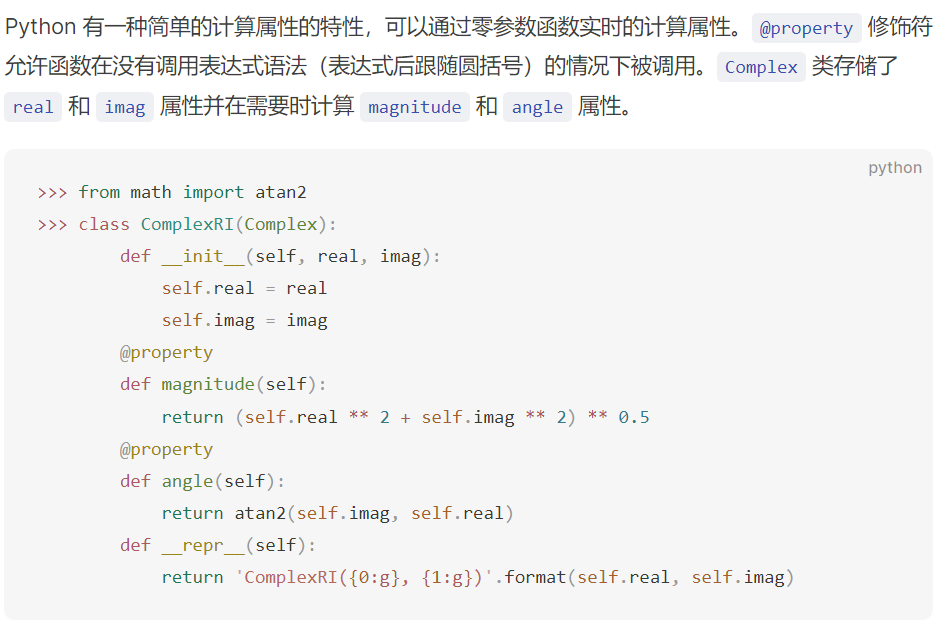 Python 有一种简单的计算属性的特性，可以通过零参数函数实时的计算属性。 @property 修饰符
允许函数在没有调用表达式语法（表达式后跟随圆括号）的情况下被调用。 Complex 类存储了
real 和 imag 属性并在需要时计算 magnitude 和 angle 属性。
python
>>> from math import atan2
>>> class ComplexRI(Complex):
        def __init__(self, real, imag):
            self.real = real
            self.imag = imag
        @property
        def magnitude(self):
            return (self.real ** 2 + self.imag ** 2) ** 0.5
        @property
        def angle(self):
            return atan2(self.imag, self.real)
        def __repr__(self):
            return 'ComplexRI({0:g}, {1:g})'.format(self.real, self.imag)